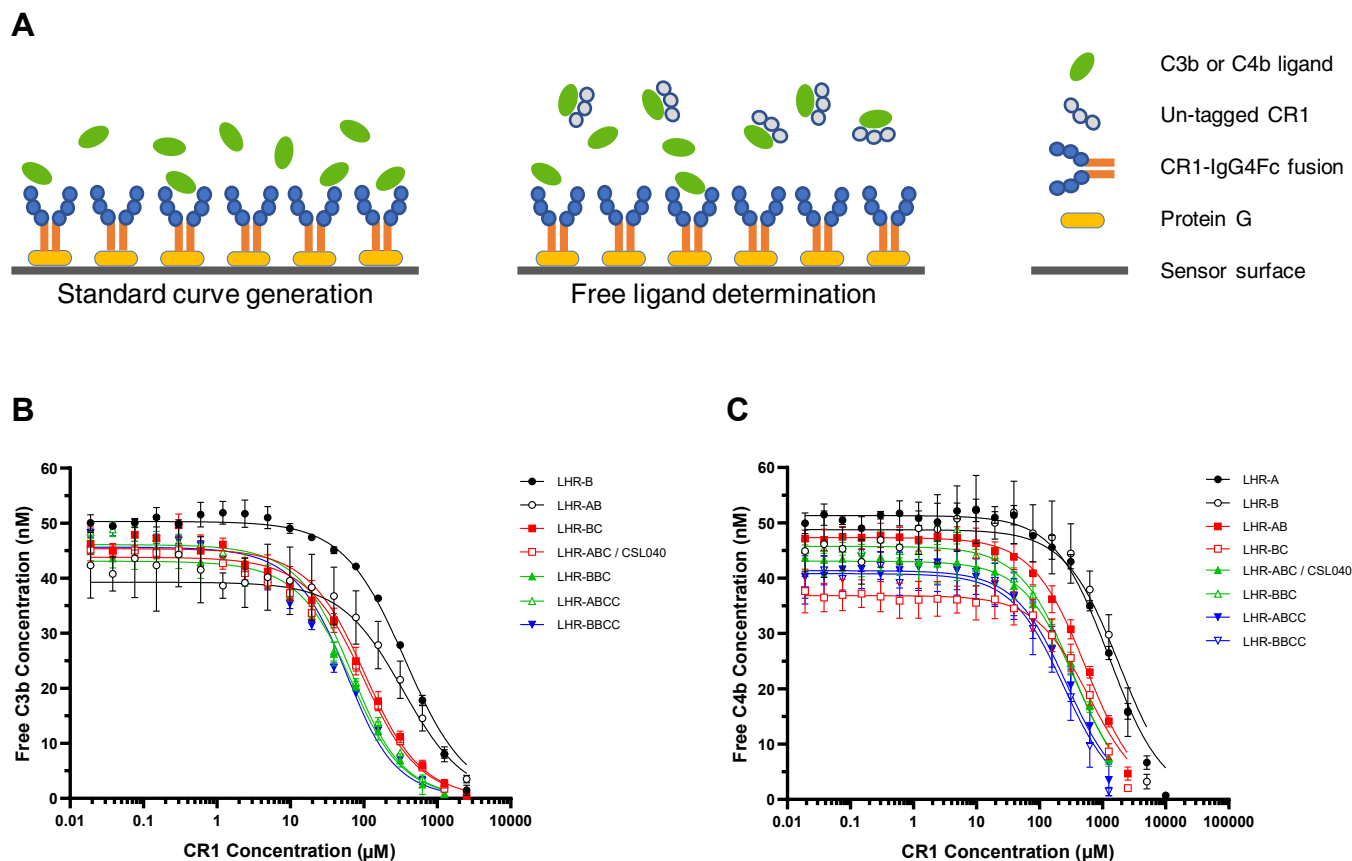 A
C3b or C4b ligand
Un-tagged CR1
CR1-IgG4Fc fusion
Protein G
Sensor surface
Standard curve generation
Free ligand determination
B
60
50
40
30
20
10
0
Free C3b Concentration (nM)
0.01
0.1
1
10
100
1000
10000
CR1 Concentration (µM)
LHR-B
LHR-AB
LHR-BC
LHR-ABC / CSL040
LHR-BBC
LHR-ABCC
LHR-BBCC
C
60
50
40
30
20
10
0
Free C4b Concentration (nM)
0.01
0.1
1
10
100
1000
10000
100000
CR1 Concentration (µM)
LHR-A
LHR-B
LHR-AB
LHR-BC
LHR-ABC / CSL040
LHR-BBC
LHR-ABCC
LHR-BBCC